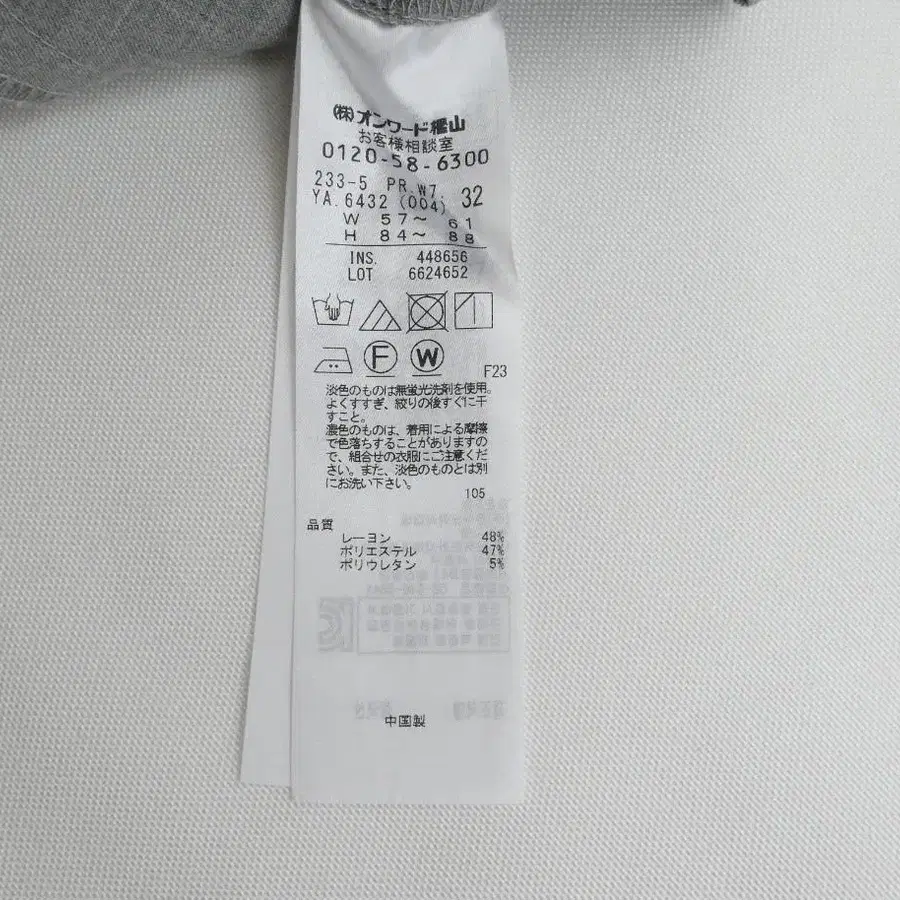 ㈱オンワード樫山
お客様相談室
0120-58-6300
233-5 PR.W7.
YA.6432 (004) 32
W 57～ 61
H 84～ 88
INS. 448656
LOT 6624652
F
W
F23
淡色のものは無蛍光洗剤を使用。
よくすすぎ、絞りの後すぐに干
すこと。
濃色のものは、着用による摩擦
で色落ちすることがありますの
で、組合せの衣服にご注意くだ
さい。また、淡色のものとは別
にお洗い下さい。
105
品質
レーヨン 48%
ポリエステル 47%
ポリウレタン 5%
中国製